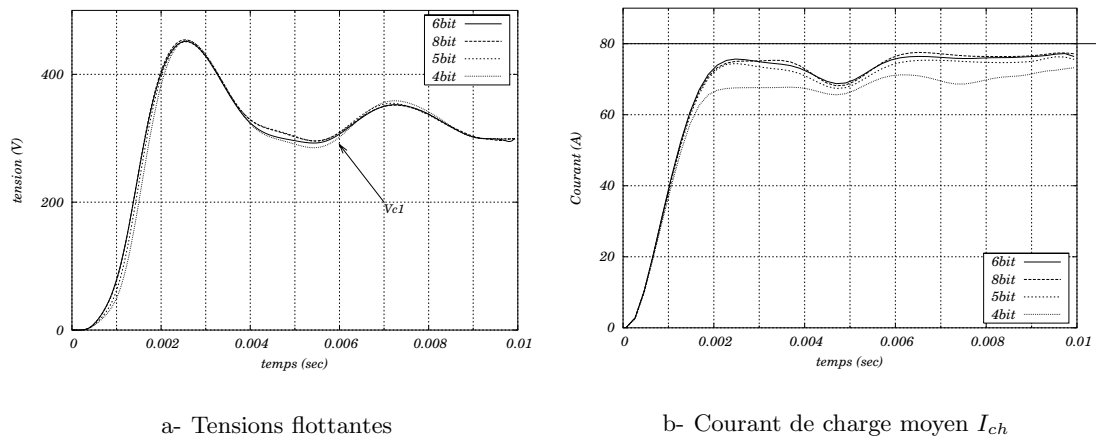 6bit
8bit
5bit
4bit
400
200
0
tension (V)
Vc1
0 0.002 0.004 0.006 0.008 0.01
temps (sec)
a- Tensions flottantes
80
60
40
20
0
Courant (A)
6bit
8bit
5bit
4bit
0 0.002 0.004 0.006 0.008 0.01
temps (sec)
b- Courant de charge moyen I_ch